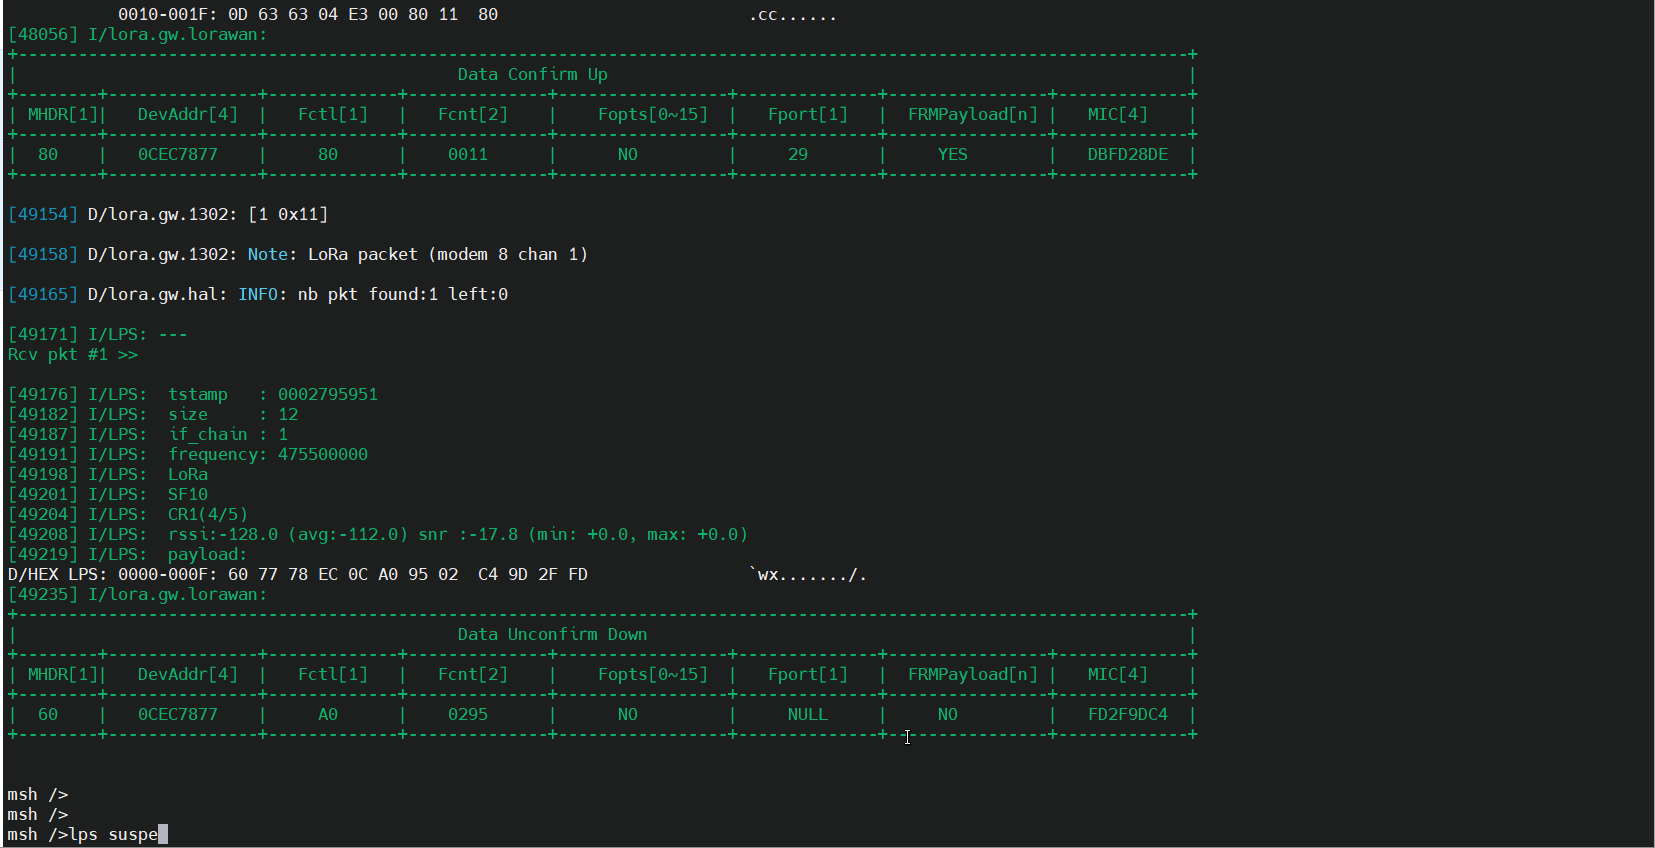 0010-001F: 0D 63 63 04 E3 00 80 11  80                         .cc......
[48056] I/lora.gw.lorawan:
+----------------------------------------------------------------------------------------------------------------------+
|                                            Data Confirm Up                                                           |
+--------+---------------+-------------+--------------+-----------------+--------------+----------------+------------+
| MHDR[1]|   DevAddr[4]  |   Fctl[1]   |   Fcnt[2]    |    Fopts[0~15]  |   Fport[1]   |  FRMPayload[n] |   MIC[4]    |
+--------+---------------+-------------+--------------+-----------------+--------------+----------------+------------+
|  80    |   0CEC7877    |     80      |    0011      |      NO         |     29       |     YES        |   DBFD28DE  |
+--------+---------------+-------------+--------------+-----------------+--------------+----------------+------------+
[49154] D/lora.gw.1302: [1 0x11]
[49158] D/lora.gw.1302: Note: LoRa packet (modem 8 chan 1)
[49165] D/lora.gw.hal: INFO: nb pkt found:1 left:0
[49171] I/LPS: ---
Rcv pkt #1 >>
[49176] I/LPS:  tstamp   : 0002795951
[49182] I/LPS:  size     : 12
[49187] I/LPS:  if_chain : 1
[49191] I/LPS:  frequency: 475500000
[49198] I/LPS:  LoRa
[49201] I/LPS:  SF10
[49204] I/LPS:  CR1(4/5)
[49208] I/LPS:  rssi:-128.0 (avg:-112.0) snr :-17.8 (min: +0.0, max: +0.0)
[49219] I/LPS:  payload:
D/HEX LPS: 0000-000F: 60 77 78 EC 0C A0 95 02  C4 9D 2F FD                `wx......./.
[49235] I/lora.gw.lorawan:
+----------------------------------------------------------------------------------------------------------------------+
|                                            Data Unconfirm Down                                                       |
+--------+---------------+-------------+--------------+-----------------+--------------+----------------+------------+
| MHDR[1]|   DevAddr[4]  |   Fctl[1]   |   Fcnt[2]    |    Fopts[0~15]  |   Fport[1]   |  FRMPayload[n] |   MIC[4]    |
+--------+---------------+-------------+--------------+-----------------+--------------+----------------+------------+
|  60    |   0CEC7877    |     A0      |    0295      |      NO         |     NULL     |     NO         |   FD2F9DC4  |
+--------+---------------+-------------+--------------+-----------------+--------------+----------------+------------+
msh />
msh />
msh />lps suspe